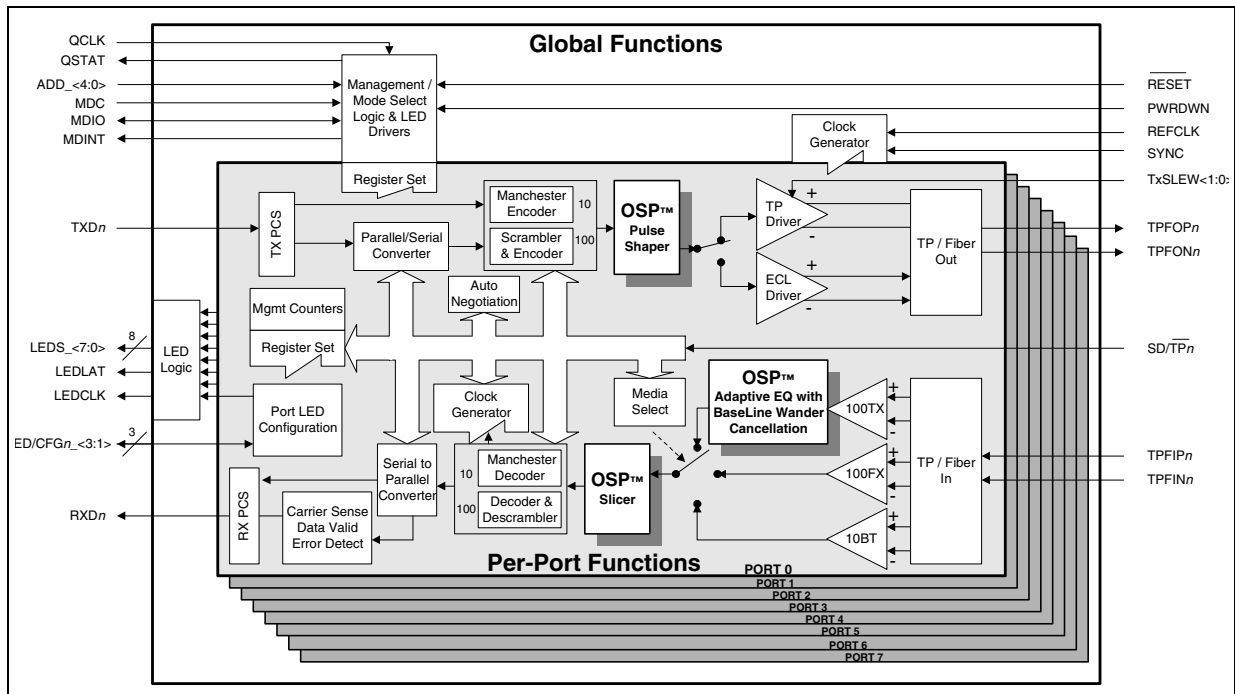 Global Functions
QCLK
QSTAT
ADD_<4:0>
MDC
MDIO
MDINT
Management /
Mode Select
Logic & LED
Drivers
Register Set
RESET
PWRDWN
REFCLK
SYNC
TxSLEW<1:0>
Clock
Generator
TXDn
TX PCS
Parallel/Serial
Converter
Manchester
Encoder
10
Scrambler
& Encoder
100
OSP™
Pulse
Shaper
TP
Driver
+
-
ECL
Driver
+
-
TP / Fiber
Out
TPFOPn
TPFONn
Auto
Negotiation
Mgmt Counters
Register Set
LED
Logic
LEDS_<7:0>
8
LEDLAT
LEDCLK
ED/CFGn_<3:1>
3
Port LED
Configuration
Clock
Generator
Media
Select
SD/TPn
OSP™
Adaptive EQ with
BaseLine Wander
Cancellation
100TX
+
-
100FX
+
-
10BT
+
-
TP / Fiber
In
TPFIPn
TPFINn
RXDn
RX PCS
Carrier Sense
Data Valid
Error Detect
Serial to
Parallel
Converter
10
Manchester
Decoder
100
Decoder &
Descrambler
OSP™
Slicer
Per-Port Functions
PORT 0
PORT 1
PORT 2
PORT 3
PORT 4
PORT 5
PORT 6
PORT 7